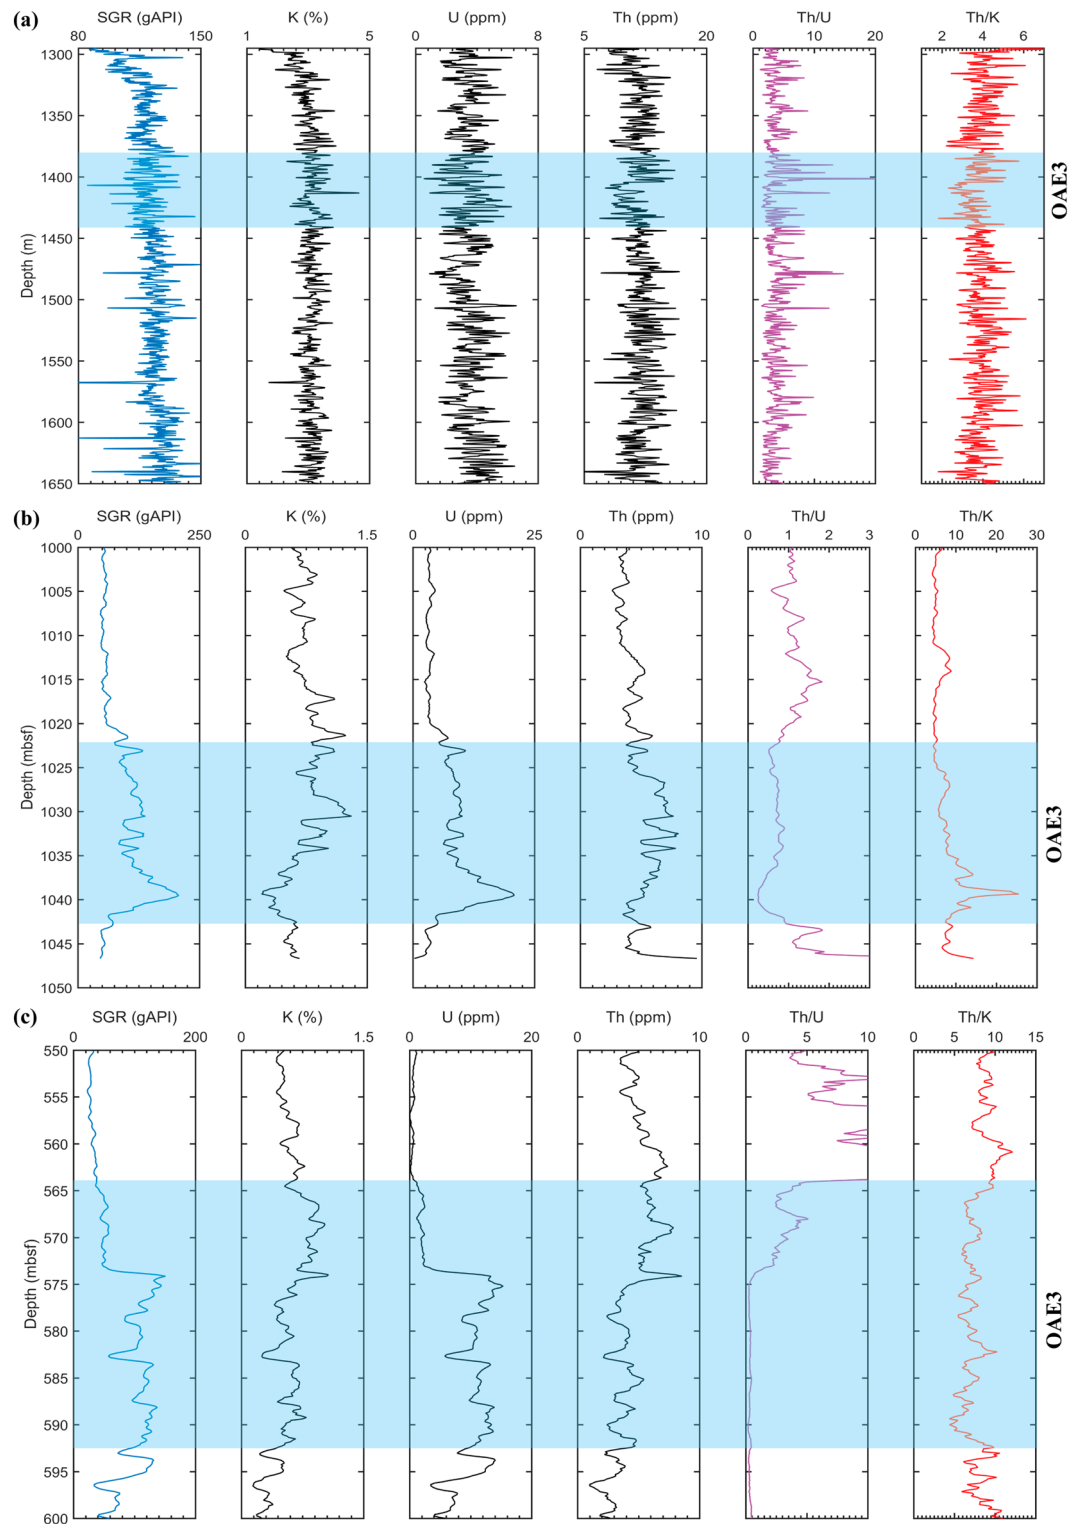 (a) SGR (gAPI) K (%) U (ppm) Th (ppm) Th/U Th/K
80 150 1 5 0 8 5 20 0 10 20 2 4 6
1300
1350
1400
1450
1500
1550
1600
1650
Depth (m)
OAE3
(b) SGR (gAPI) K (%) U (ppm) Th (ppm) Th/U Th/K
0 250 0 1.5 0 25 0 10 0 1 2 3 0 10 20 30
1000
1005
1010
1015
1020
1025
1030
1035
1040
1045
1050
Depth (mbsf)
OAE3
(c) SGR (gAPI) K (%) U (ppm) Th (ppm) Th/U Th/K
0 200 0 1.5 0 20 0 10 0 5 10 0 5 10 15
550
555
560
565
570
575
580
585
590
595
600
Depth (mbsf)
OAE3